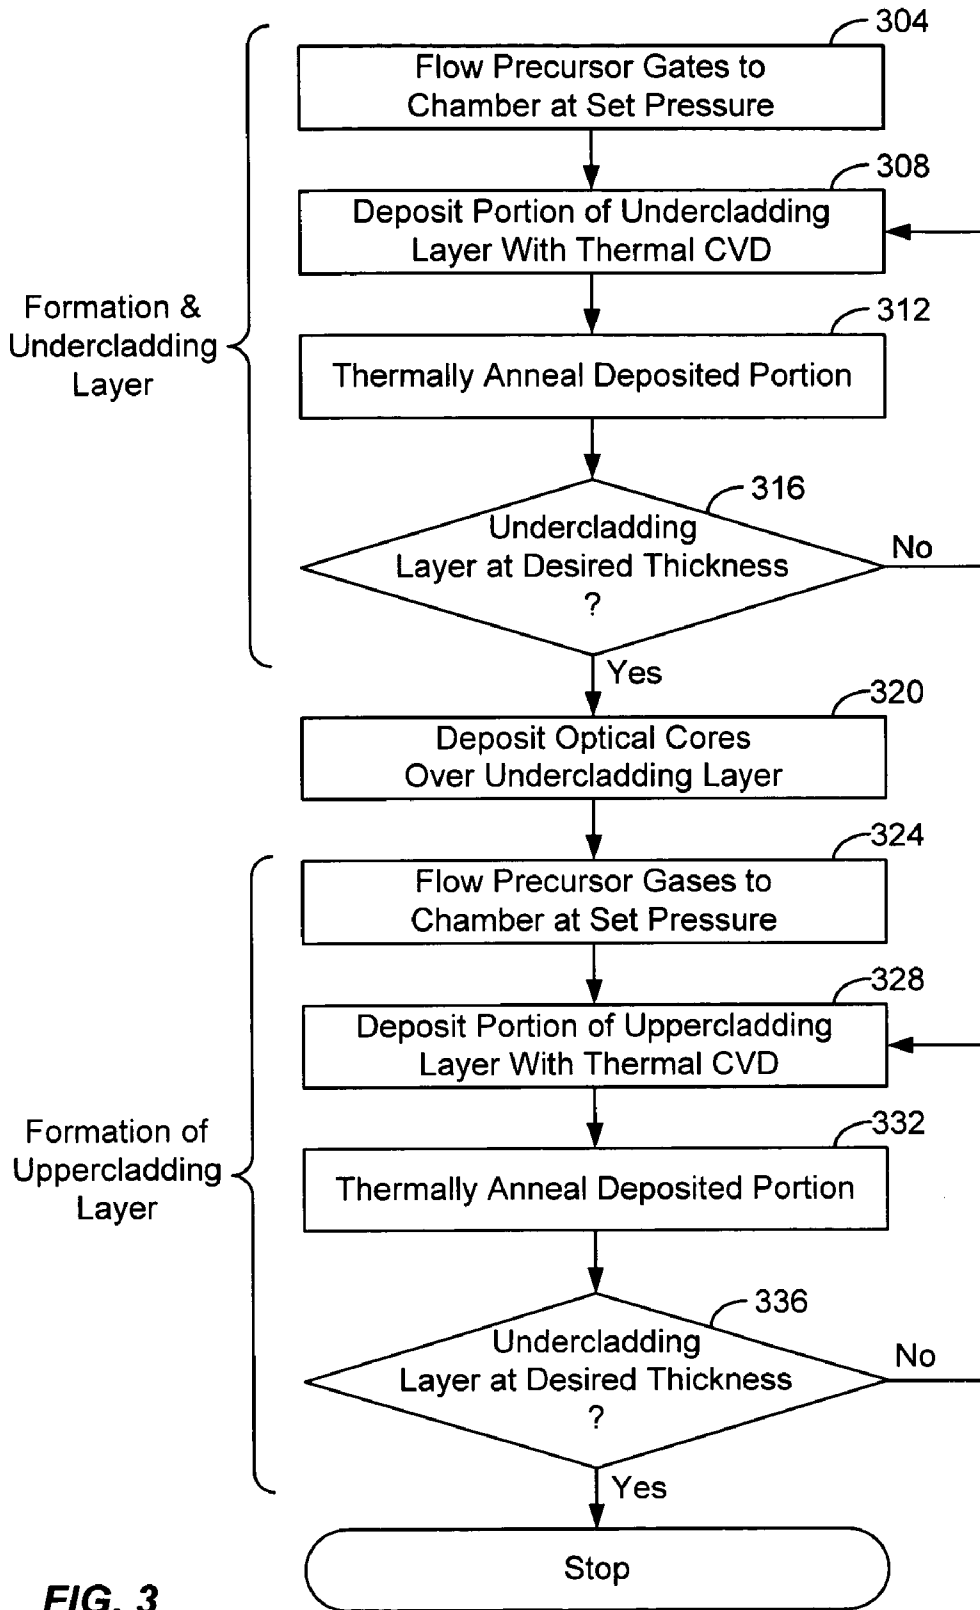 304
Flow Precursor Gates to
Chamber at Set Pressure
308
Deposit Portion of Undercladding
Layer With Thermal CVD
Formation &
Undercladding
Layer
312
Thermally Anneal Deposited Portion
316
Undercladding
Layer at Desired Thickness
?
No
Yes
320
Deposit Optical Cores
Over Undercladding Layer
324
Flow Precursor Gases to
Chamber at Set Pressure
328
Deposit Portion of Uppercladding
Layer With Thermal CVD
Formation of
Uppercladding
Layer
332
Thermally Anneal Deposited Portion
336
Undercladding
Layer at Desired Thickness
?
No
Yes
Stop
FIG. 3